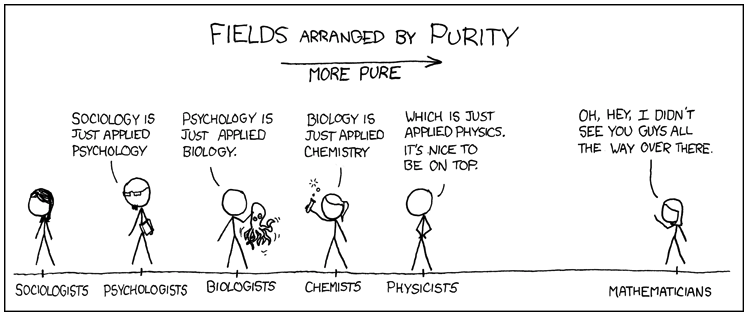 FIELDS ARRANGED BY PURITY
MORE PURE
SOCIOLOGY IS
JUST APPLIED
PSYCHOLOGY
PSYCHOLOGY IS
JUST APPLIED
BIOLOGY.
BIOLOGY IS
JUST APPLIED
CHEMISTRY
WHICH IS JUST
APPLIED PHYSICS.
IT'S NICE TO
BE ON TOP.
OH, HEY, I DIDN'T
SEE YOU GUYS ALL
THE WAY OVER THERE.
SOCIOLOGISTS
PSYCHOLOGISTS
BIOLOGISTS
CHEMISTS
PHYSICISTS
MATHEMATICIANS